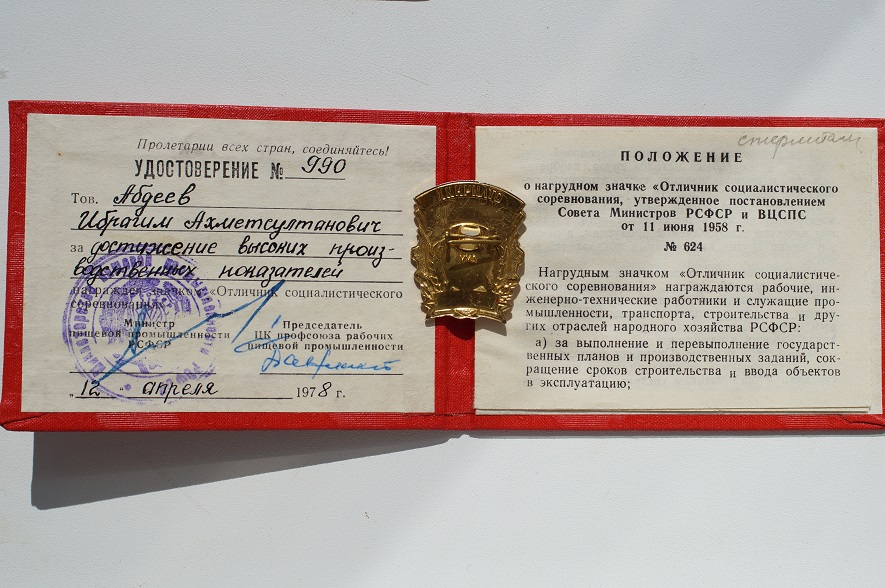 Пролетарии всех стран, соединяйтесь!
УДОСТОВЕРЕНИЕ № 990
Тов. Абдеев
Ибрагим Ахметсултанович
за достижение высоких произ-
водственных показателей
награжден значком «Отличник социалистического
соревнования».
Министр
пищевой промышленности
РСФСР
Председатель
ЦК профсоюза рабочих
пищевой промышленности
"12" апреля 1978 г.
стерлитам
ПОЛОЖЕНИЕ
о нагрудном значке «Отличник социалистического
соревнования, утвержденное постановлением
Совета Министров РСФСР и ВЦСПС
от 11 июня 1958 г.
№ 624
Нагрудным значком «Отличник социалистиче-
ского соревнования» награждаются рабочие, ин-
женерно-технические работники и служащие про-
мышленности, транспорта, строительства и дру-
гих отраслей народного хозяйства РСФСР:
а) за выполнение и перевыполнение государст-
венных планов и производственных заданий, сок-
ращение сроков строительства и ввода объектов
в эксплуатацию;